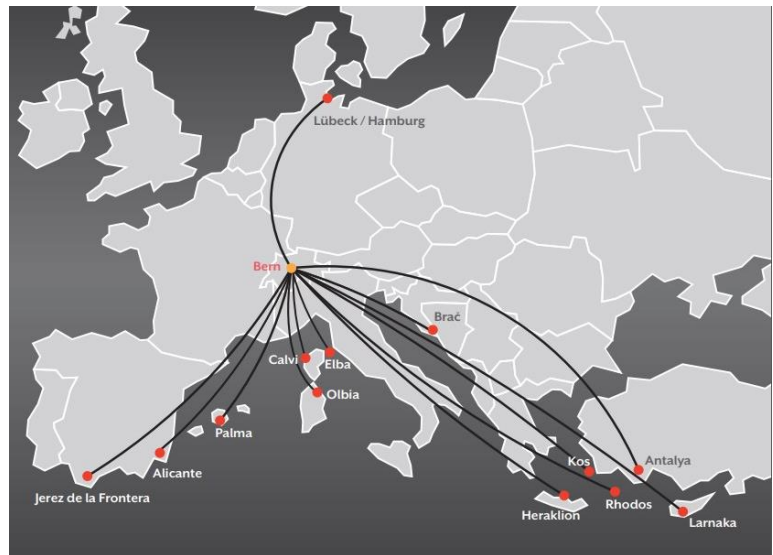 Lübeck / Hamburg
Bern
Brač
Calvi
Elba
Olbia
Palma
Kos
Antalya
Alicante
Jerez de la Frontera
Heraklion
Rhodos
Larnaka